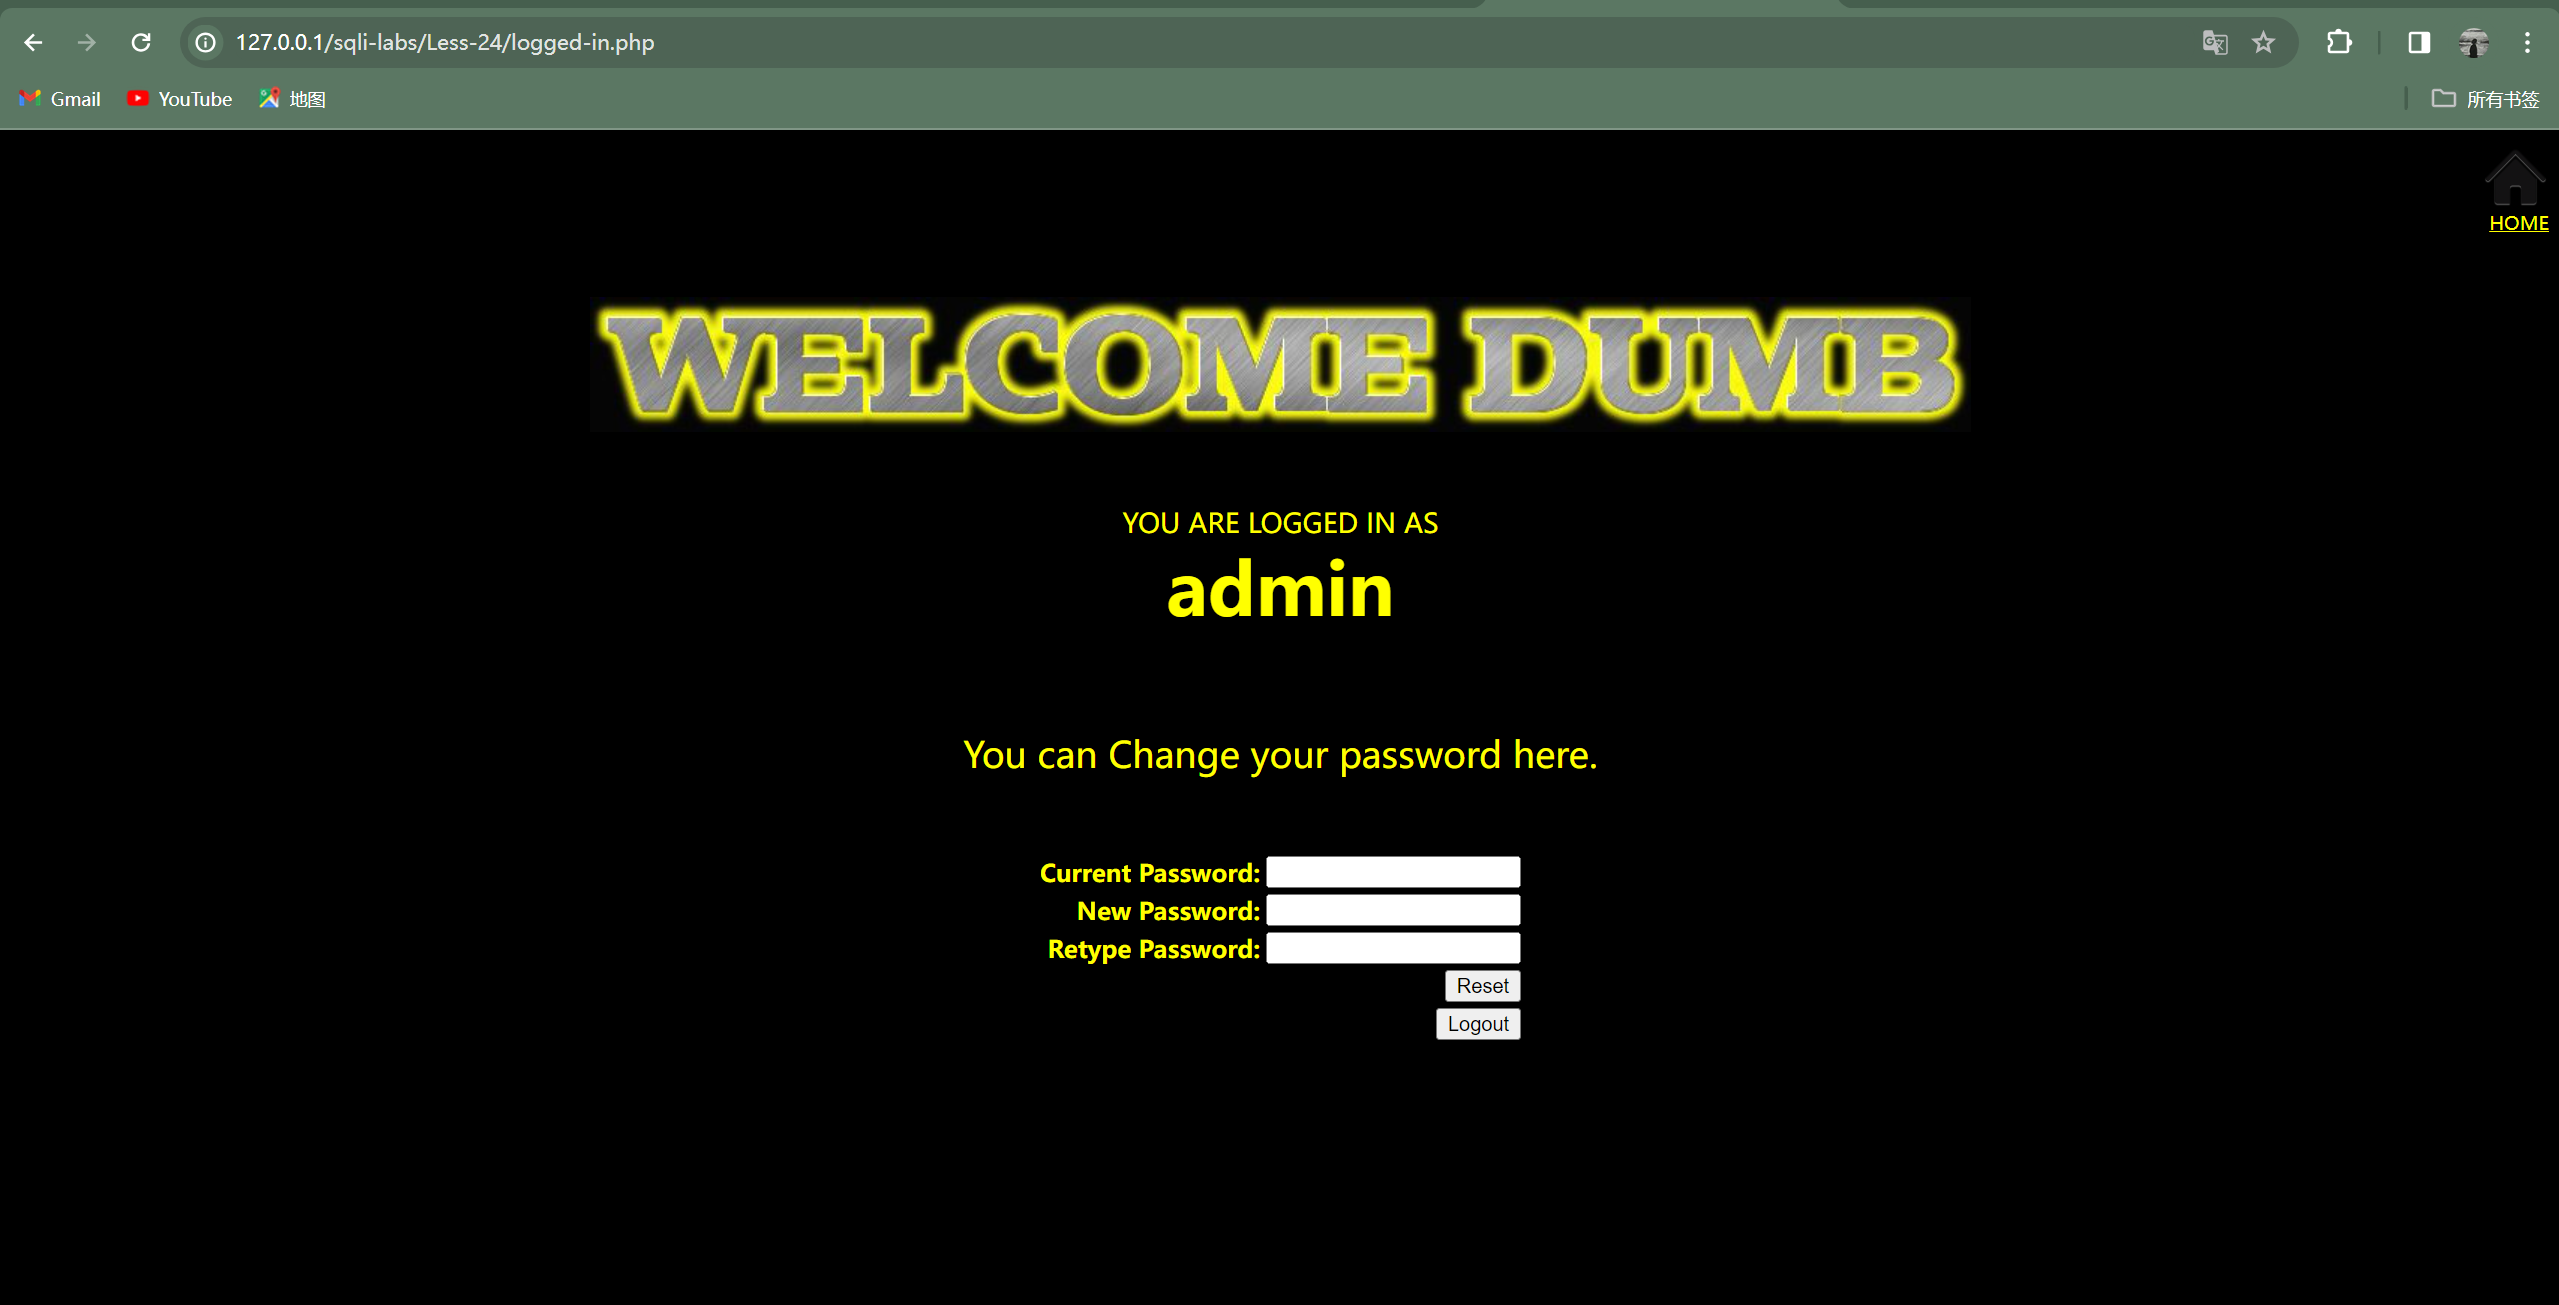 127.0.0.1/sqli-labs/Less-24/logged-in.php
Gmail YouTube 地图 所有书签
HOME
WELCOME DUMB
YOU ARE LOGGED IN AS
admin
You can Change your password here.
Current Password:
New Password:
Retype Password:
Reset
Logout